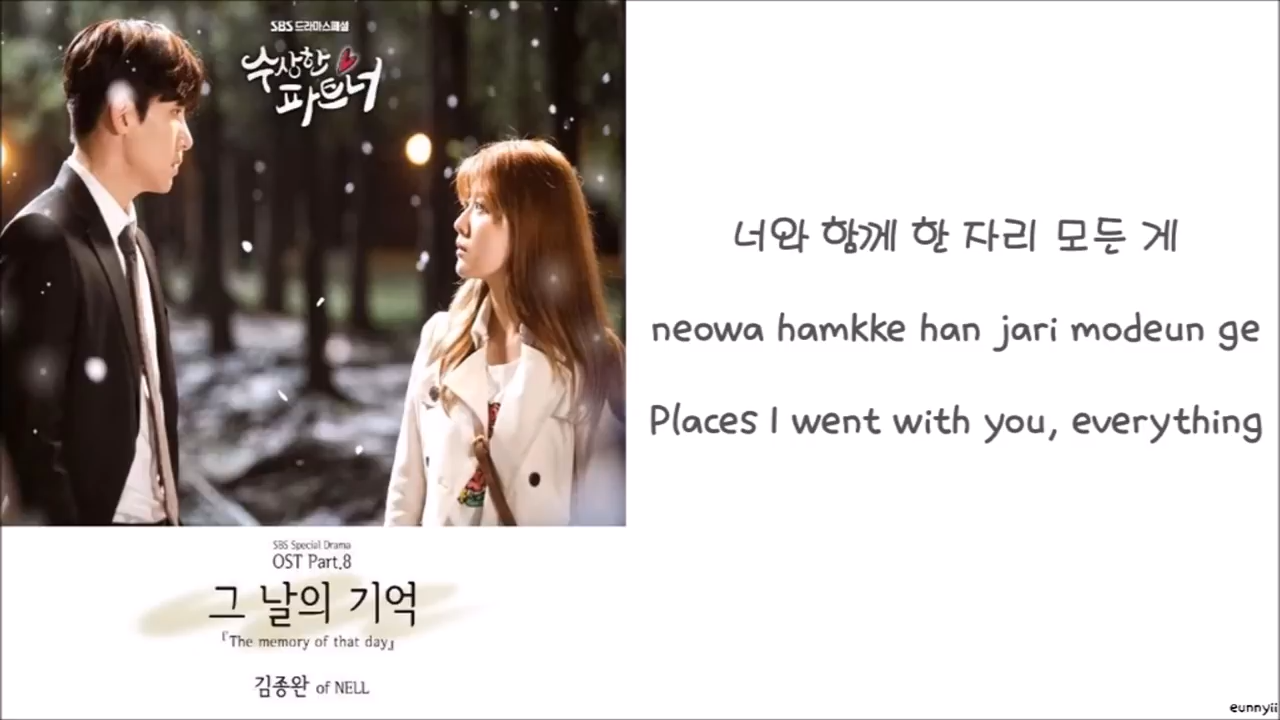 SBS 드라마스페셜
수상한
파트너
너와 함께 한 자리 모든 게
neowa hamkke han jari modeun ge
Places I went with you, everything
SBS Special Drama
OST Part.8
그 날의 기억
『The memory of that day』
김종완 of NELL
eunnyii